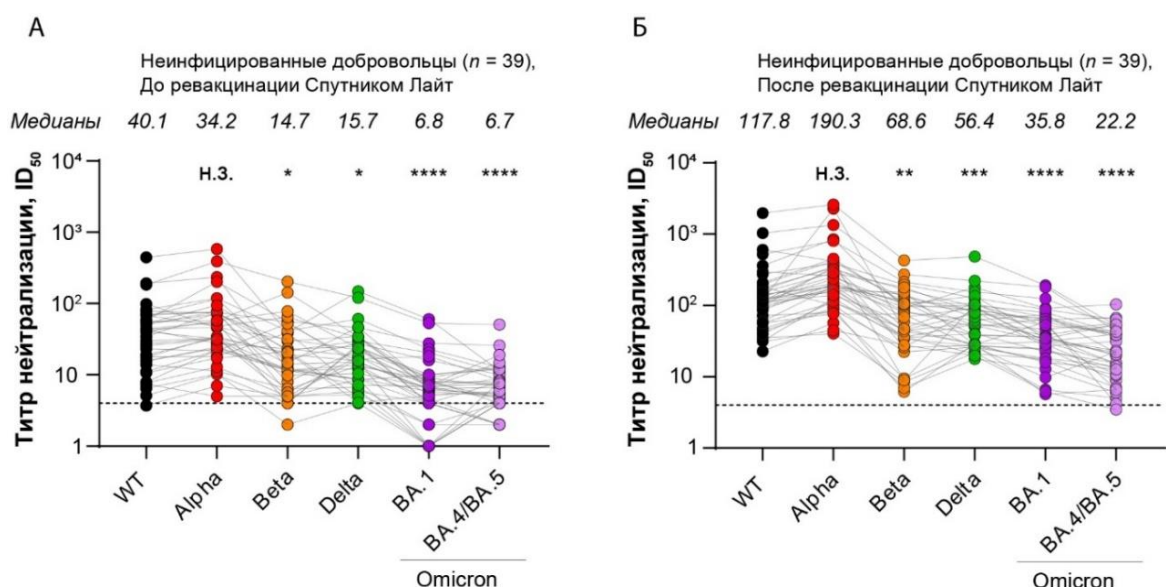 А
Неинфицированные добровольцы (n = 39),
До ревакцинации Спутником Лайт
Медианы 40.1 34.2 14.7 15.7 6.8 6.7
Титр нейтрализации, ID50
10⁴
10³
10²
10
1
Н.З. * * **** ****
WT
Alpha
Beta
Delta
BA.1
BA.4/BA.5
Omicron
Б
Неинфицированные добровольцы (n = 39),
После ревакцинации Спутником Лайт
Медианы 117.8 190.3 68.6 56.4 35.8 22.2
Титр нейтрализации, ID50
10⁴
10³
10²
10
1
Н.З. ** *** **** ****
WT
Alpha
Beta
Delta
BA.1
BA.4/BA.5
Omicron